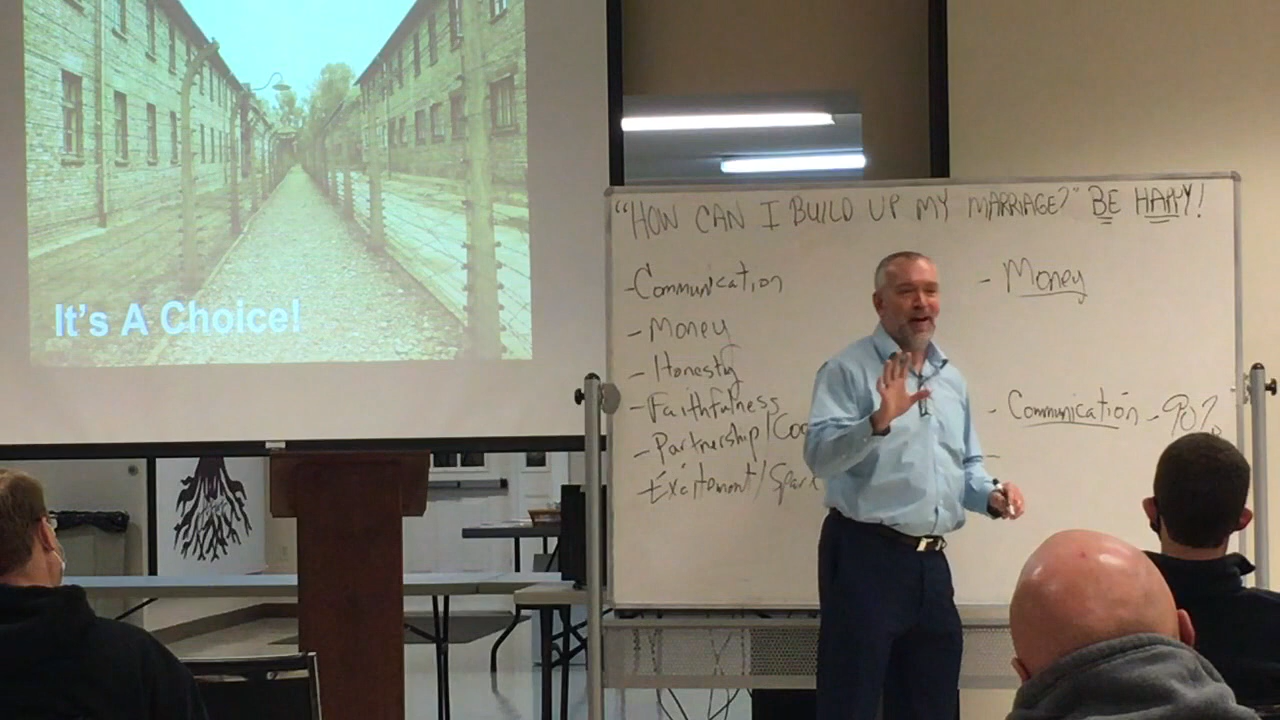 It's A Choice!
"HOW CAN I BUILD UP MY MARRIAGE?" BE HAPPY!
- Communication
- Money
- Honesty
- Faithfulness
- Partnership/Coo
- Excitement/Spark
- Money
- Communication - 90%